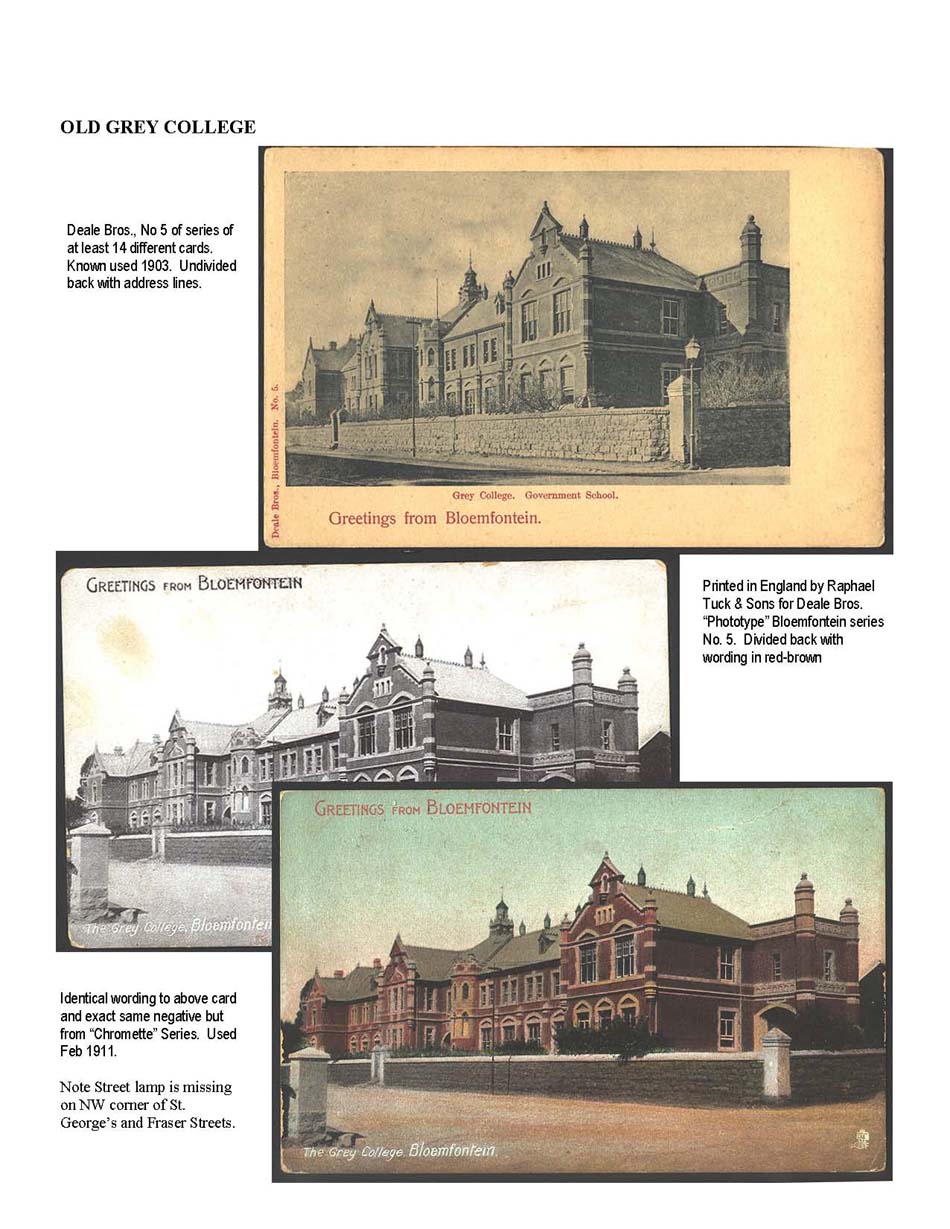 OLD GREY COLLEGE
Deale Bros., No 5 of series of
at least 14 different cards.
Known used 1903.  Undivided
back with address lines.
Deale Bros., Bloemfontein.  No. 5.
Grey College.  Government School.
Greetings from Bloemfontein.
GREETINGS FROM BLOEMFONTEIN
Printed in England by Raphael
Tuck & Sons for Deale Bros.
“Phototype” Bloemfontein series
No. 5.  Divided back with
wording in red-brown
The Grey College, Bloemfontein
GREETINGS FROM BLOEMFONTEIN
Identical wording to above card
and exact same negative but
from “Chromette” Series.  Used
Feb 1911.
Note Street lamp is missing
on NW corner of St.
George’s and Fraser Streets.
The Grey College, Bloemfontein.